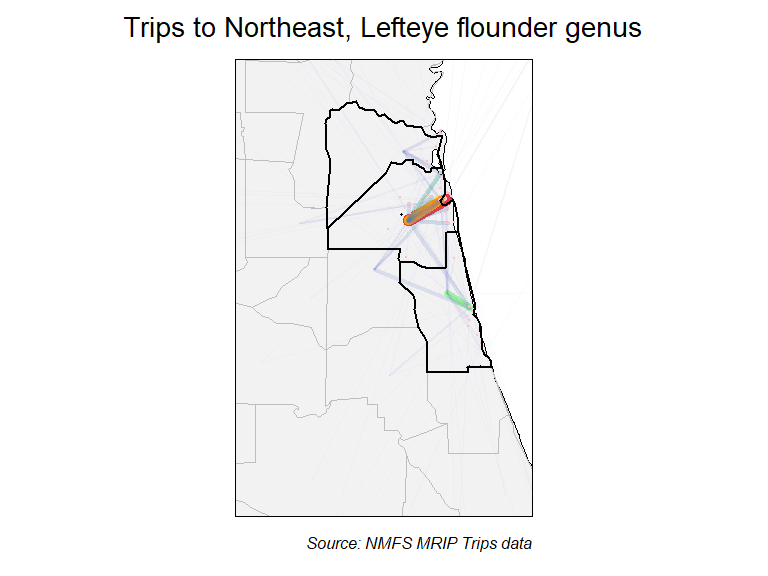 Trips to Northeast, Lefteye flounder genus
Source: NMFS MRIP Trips data